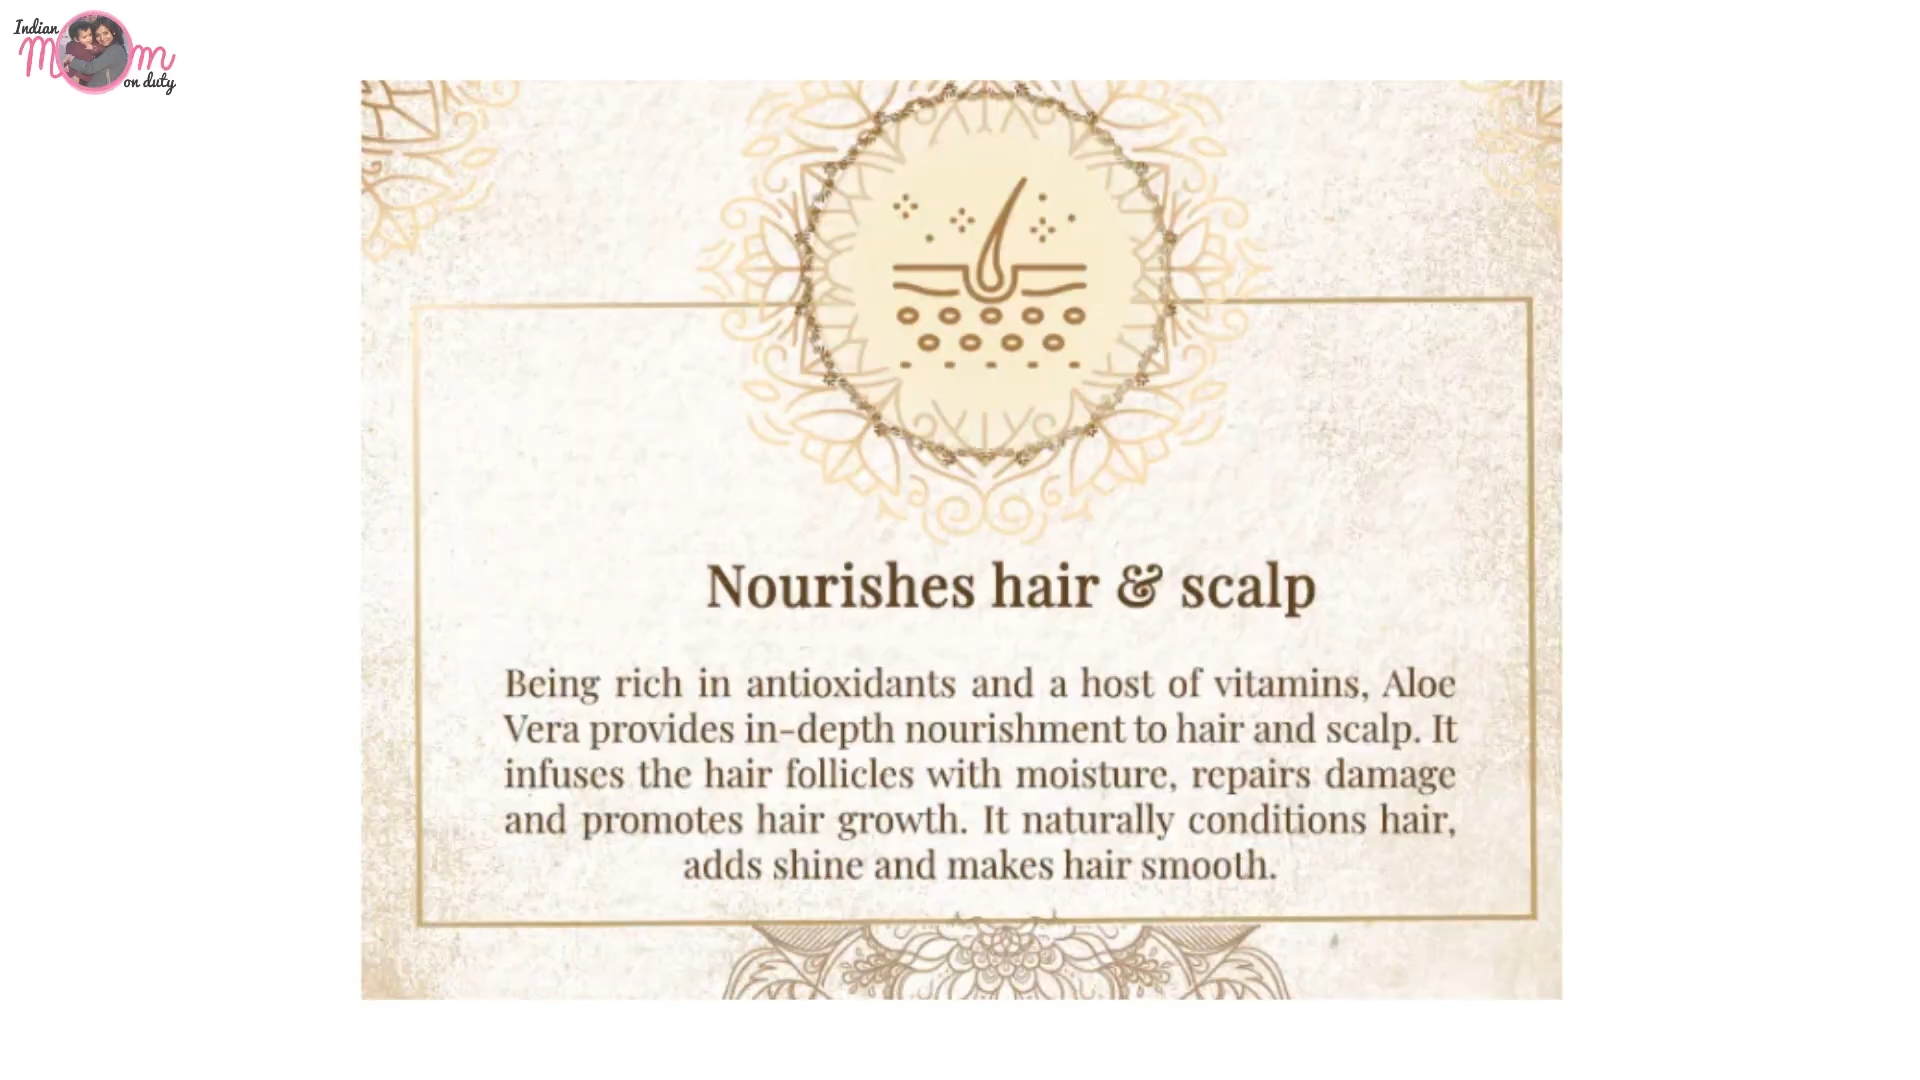 Indian
Mom
on duty
Nourishes hair & scalp
Being rich in antioxidants and a host of vitamins, Aloe
Vera provides in-depth nourishment to hair and scalp. It
infuses the hair follicles with moisture, repairs damage
and promotes hair growth. It naturally conditions hair,
adds shine and makes hair smooth.